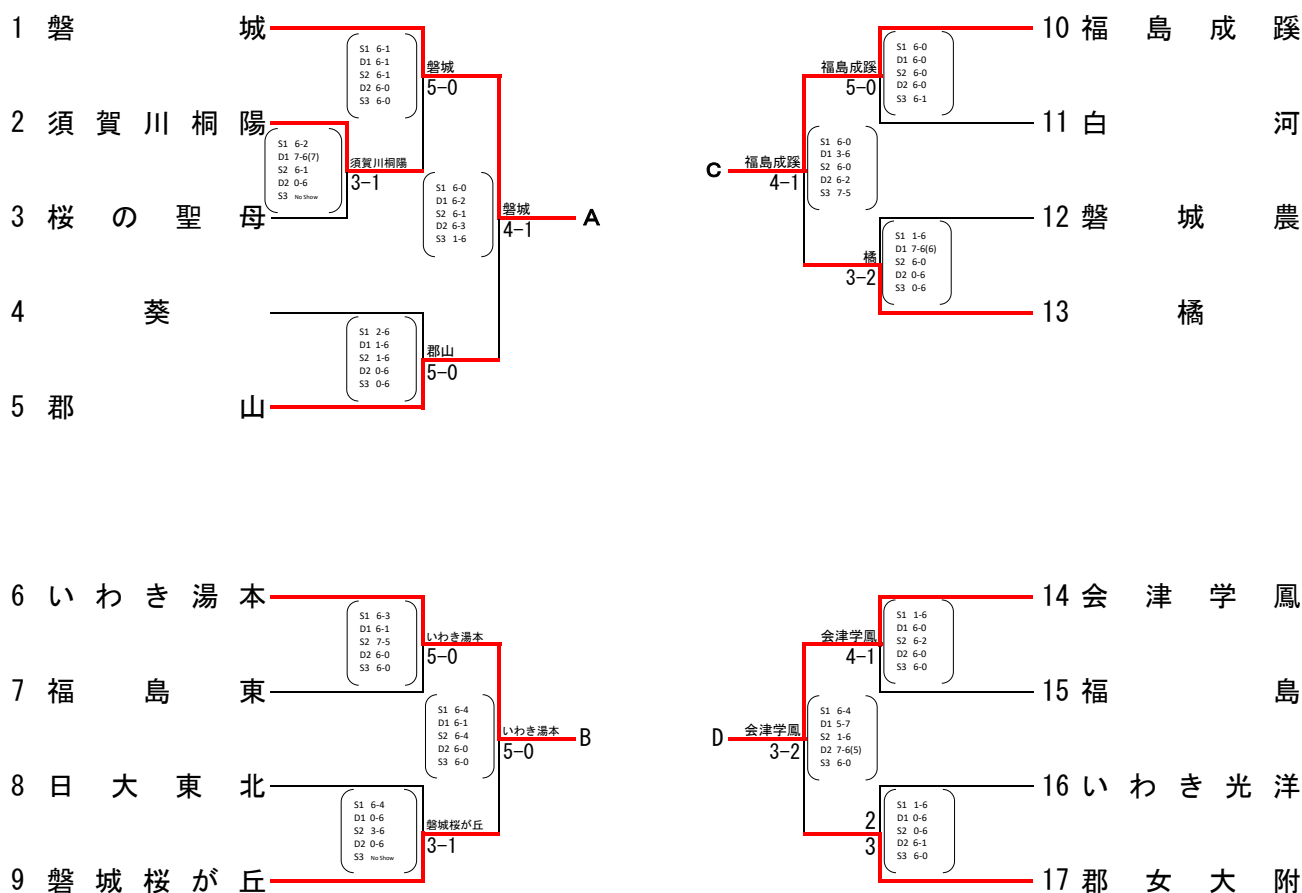 1 磐城
S1 6-1
D1 6-1
S2 6-1
D2 6-0
S3 6-0
磐城
5-0
2 須賀川桐陽
S1 6-2
D1 7-6(7)
S2 6-1
D2 0-6
S3 No Show
須賀川桐陽
3-1
3 桜の聖母
S1 6-0
D1 6-2
S2 6-1
D2 6-3
S3 1-6
磐城
4-1
A
4 葵
S1 2-6
D1 1-6
S2 1-6
D2 0-6
S3 0-6
郡山
5-0
5 郡山
6 いわき湯本
S1 6-3
D1 6-1
S2 7-5
D2 6-0
S3 6-0
いわき湯本
5-0
7 福島東
S1 6-4
D1 6-1
S2 6-4
D2 6-0
S3 6-0
いわき湯本
5-0
B
8 日大東北
S1 6-4
D1 0-6
S2 3-6
D2 0-6
S3 No Show
磐城桜が丘
3-1
9 磐城桜が丘
10 福島成蹊
福島成蹊
5-0
S1 6-0
D1 6-0
S2 6-0
D2 6-0
S3 6-1
11 白河
C
福島成蹊
4-1
S1 6-0
D1 3-6
S2 6-0
D2 6-2
S3 7-5
12 磐城農
橘
3-2
S1 1-6
D1 7-6(6)
S2 6-0
D2 0-6
S3 0-6
13 橘
14 会津学鳳
会津学鳳
4-1
S1 1-6
D1 6-0
S2 6-2
D2 6-0
S3 6-0
15 福島
D
会津学鳳
3-2
S1 6-4
D1 5-7
S2 1-6
D2 7-6(5)
S3 6-0
16 いわき光洋
2
3
S1 1-6
D1 0-6
S2 0-6
D2 6-1
S3 6-0
17 郡女大附